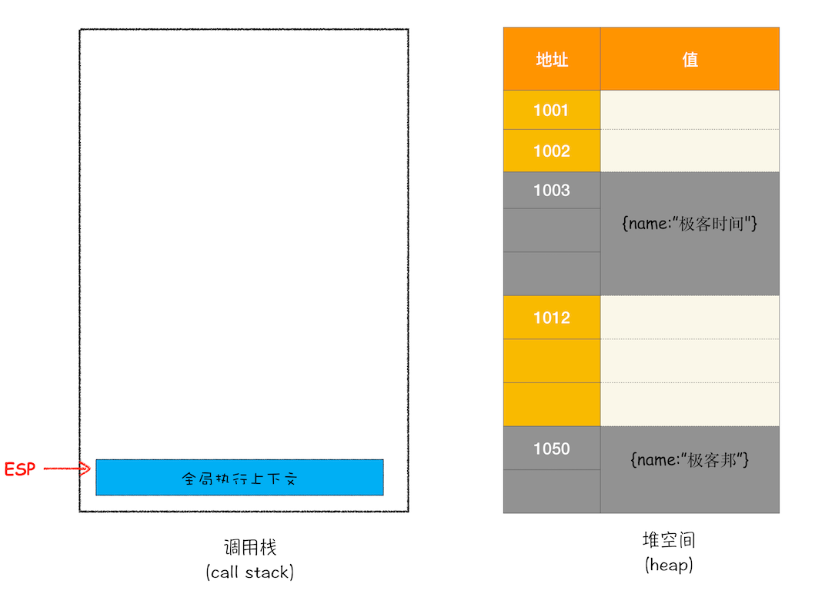 地址 值
1001
1002
1003
{name:"极客时间"}
1012
1050
{name:"极客邦"}
ESP
全局执行上下文
调用栈
(call stack)
堆空间
(heap)